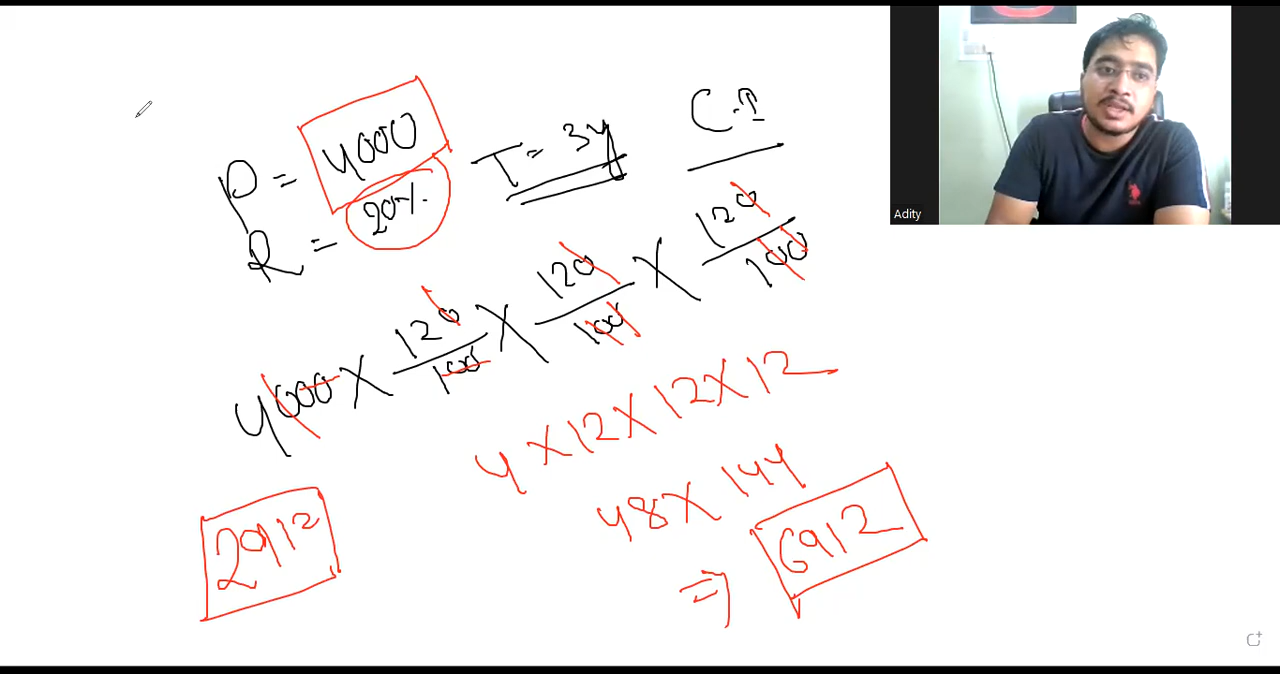 P = 4000
R = 20%
T = 3y
C.I
4000 X 120/100 X 120/100 X 120/100
4 X 12 X 12 X 12
48 X 144
⇒ 6912
2912
Adity